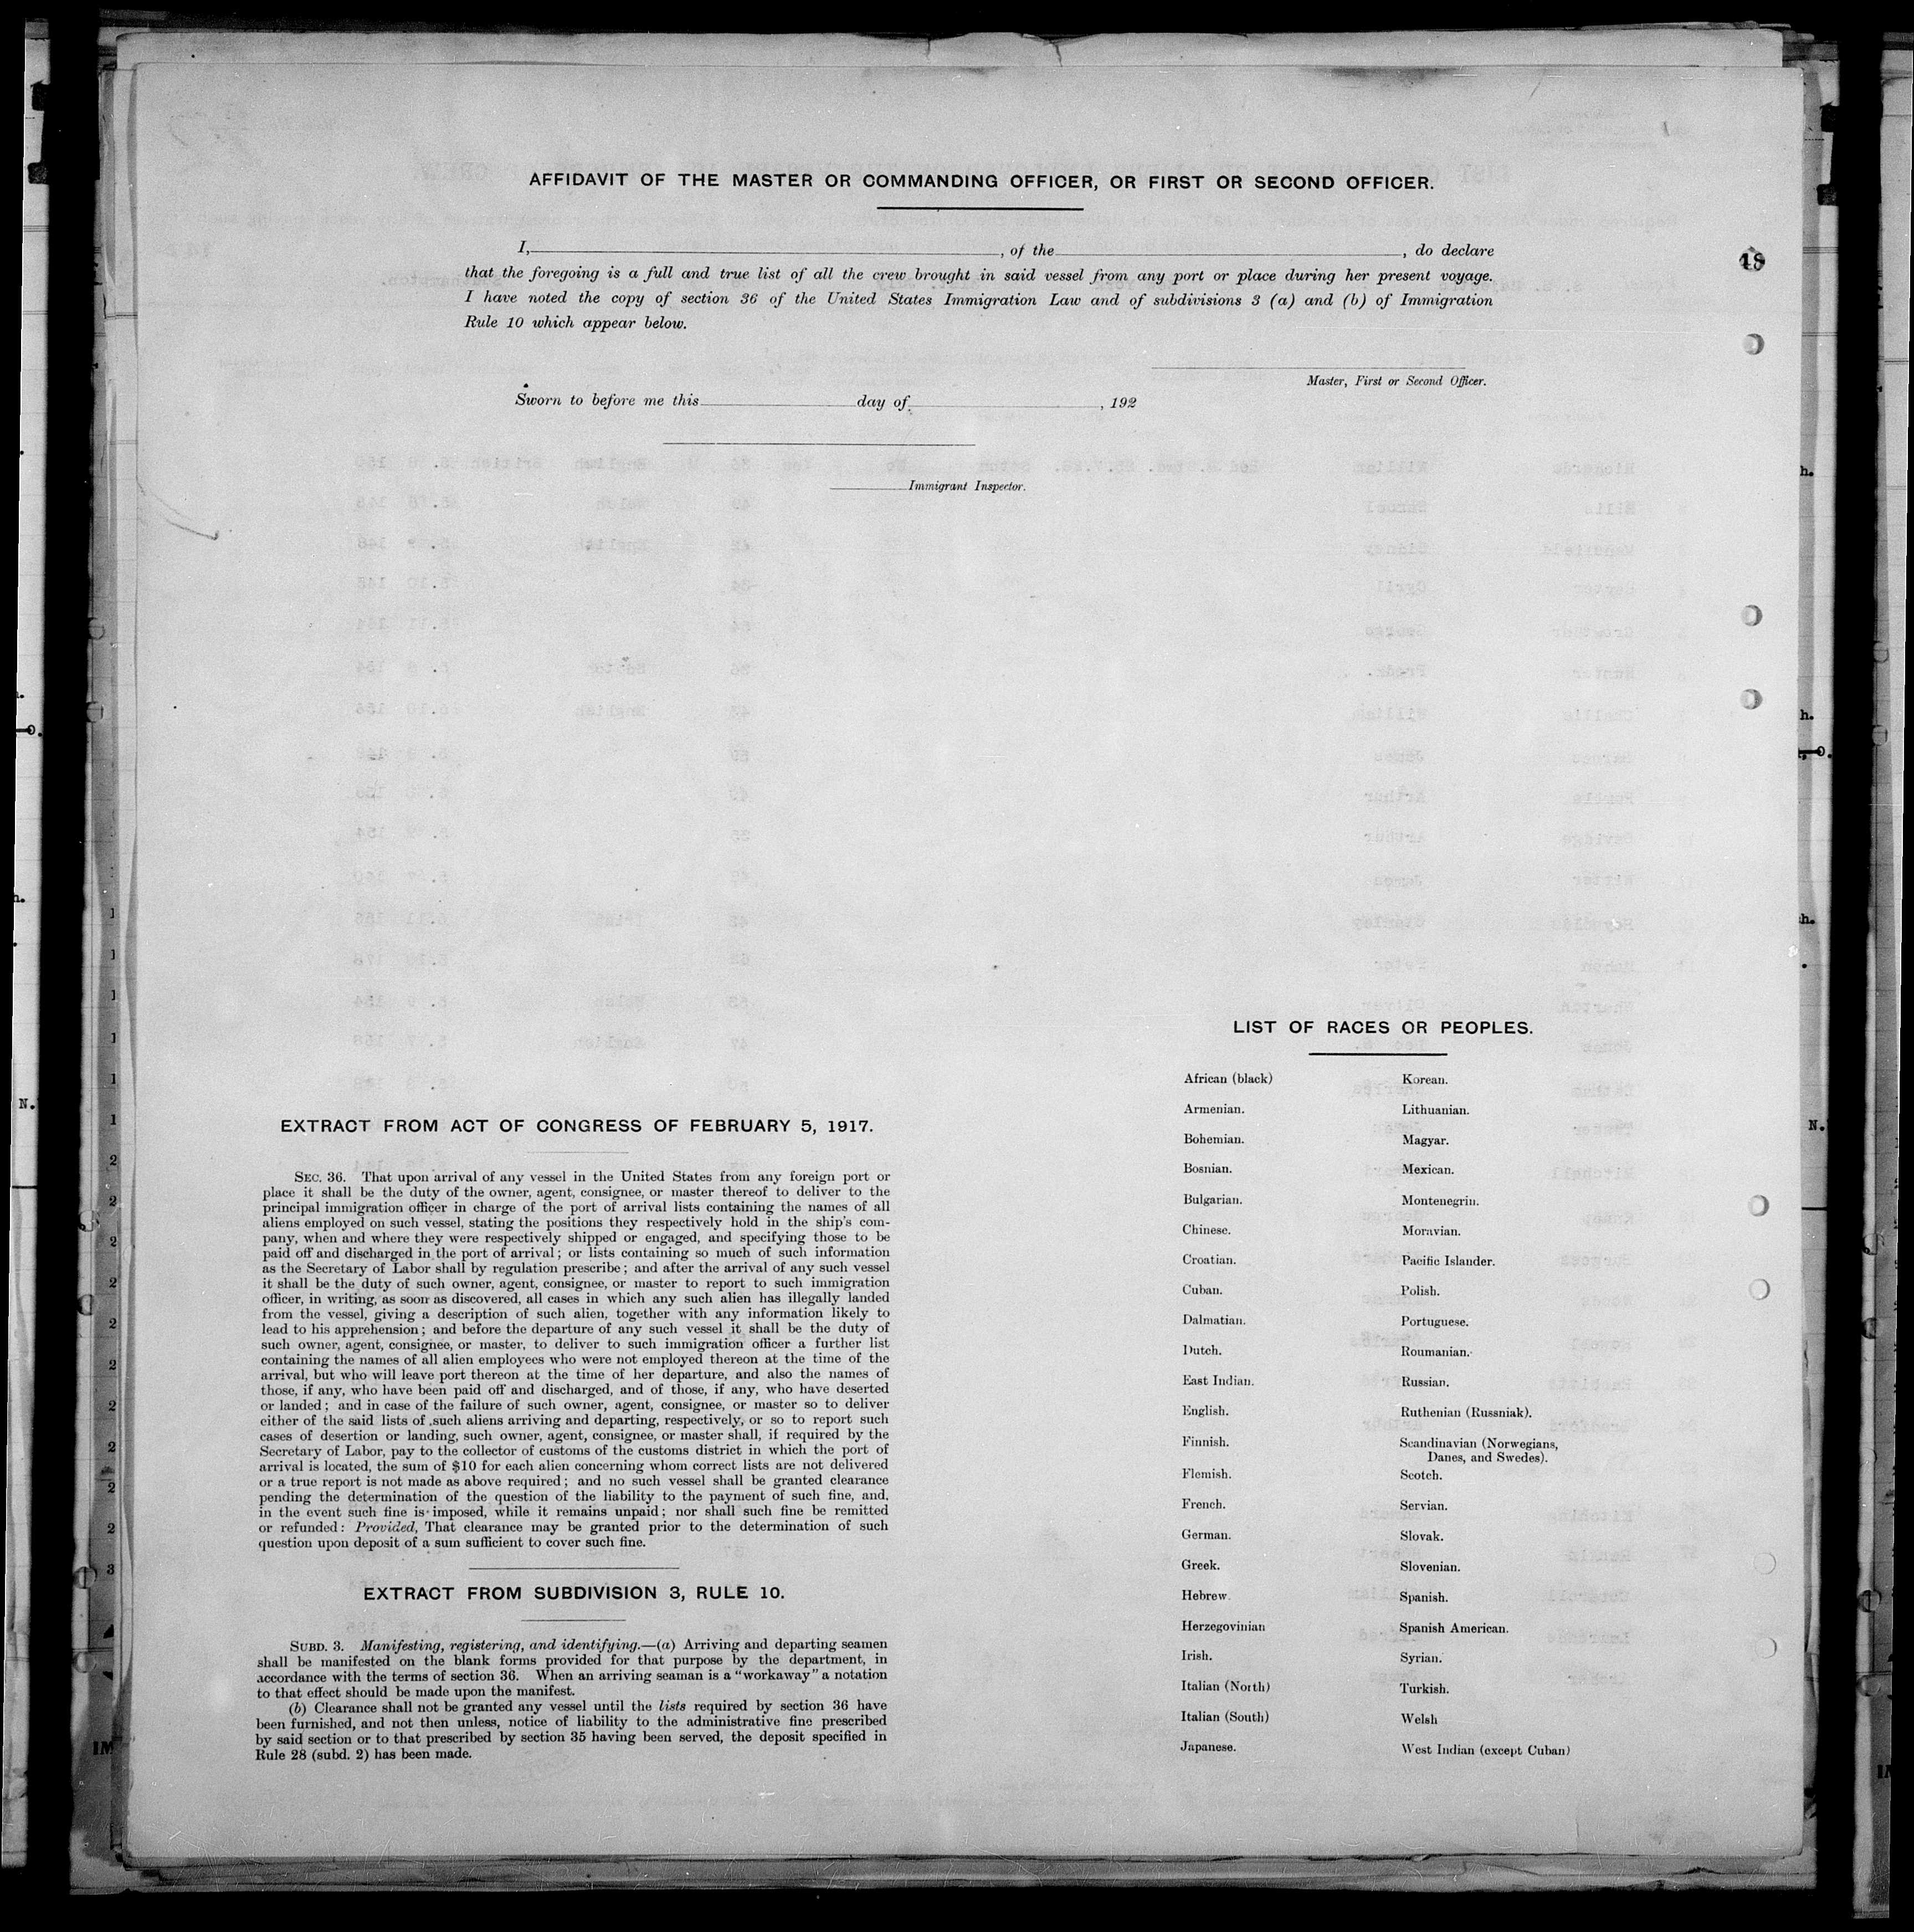 AFFIDAVIT OF THE MASTER OR COMMANDING OFFICER, OR FIRST OR SECOND OFFICER.
I, , of the , do declare
that the foregoing is a full and true list of all the crew brought in said vessel from any port or place during her present voyage.
I have noted the copy of section 36 of the United States Immigration Law and of subdivisions 3 (a) and (b) of Immigration
Rule 10 which appear below.
Master, First or Second Officer.
Sworn to before me this day of , 192
Immigrant Inspector.
EXTRACT FROM ACT OF CONGRESS OF FEBRUARY 5, 1917.
SEC. 36. That upon arrival of any vessel in the United States from any foreign port or
place it shall be the duty of the owner, agent, consignee, or master thereof to deliver to the
principal immigration officer in charge of the port of arrival lists containing the names of all
aliens employed on such vessel, stating the positions they respectively hold in the ship's com-
pany, when and where they were respectively shipped or engaged, and specifying those to be
paid off and discharged in the port of arrival; or lists containing so much of such information
as the Secretary of Labor shall by regulation prescribe; and after the arrival of any such vessel
it shall be the duty of such owner, agent, consignee, or master to report to such immigration
officer, in writing, as soon as discovered, all cases in which any such alien has illegally landed
from the vessel, giving a description of such alien, together with any information likely to
lead to his apprehension; and before the departure of any such vessel it shall be the duty of
such owner, agent, consignee, or master, to deliver to such immigration officer a further list
containing the names of all alien employees who were not employed thereon at the time of the
arrival, but who will leave port thereon at the time of her departure, and also the names of
those, if any, who have been paid off and discharged, and of those, if any, who have deserted
or landed; and in case of the failure of such owner, agent, consignee, or master so to deliver
either of the said lists of such aliens arriving and departing, respectively, or so to report such
cases of desertion or landing, such owner, agent, consignee, or master shall, if required by the
Secretary of Labor, pay to the collector of customs of the customs district in which the port of
arrival is located, the sum of $10 for each alien concerning whom correct lists are not delivered
or a true report is not made as above required; and no such vessel shall be granted clearance
pending the determination of the question of the liability to the payment of such fine, and,
in the event such fine is imposed, while it remains unpaid; nor shall such fine be remitted
or refunded: Provided, That clearance may be granted prior to the determination of such
question upon deposit of a sum sufficient to cover such fine.
EXTRACT FROM SUBDIVISION 3, RULE 10.
SUBD. 3. Manifesting, registering, and identifying.—(a) Arriving and departing seamen
shall be manifested on the blank forms provided for that purpose by the department, in
accordance with the terms of section 36. When an arriving seaman is a "workaway" a notation
to that effect should be made upon the manifest.
(b) Clearance shall not be granted any vessel until the lists required by section 36 have
been furnished, and not then unless, notice of liability to the administrative fine prescribed
by said section or to that prescribed by section 35 having been served, the deposit specified in
Rule 28 (subd. 2) has been made.
LIST OF RACES OR PEOPLES.
African (black)
Armenian.
Bohemian.
Bosnian.
Bulgarian.
Chinese.
Croatian.
Cuban.
Dalmatian.
Dutch.
East Indian.
English.
Finnish.
Flemish.
French.
German.
Greek.
Hebrew.
Herzegovinian
Irish.
Italian (North)
Italian (South)
Japanese.
Korean.
Lithuanian.
Magyar.
Mexican.
Montenegrin.
Moravian.
Pacific Islander.
Polish.
Portuguese.
Roumanian.
Russian.
Ruthenian (Russniak).
Scandinavian (Norwegians,
Danes, and Swedes).
Scotch.
Servian.
Slovak.
Slovenian.
Spanish.
Spanish American.
Syrian.
Turkish.
Welsh
West Indian (except Cuban)